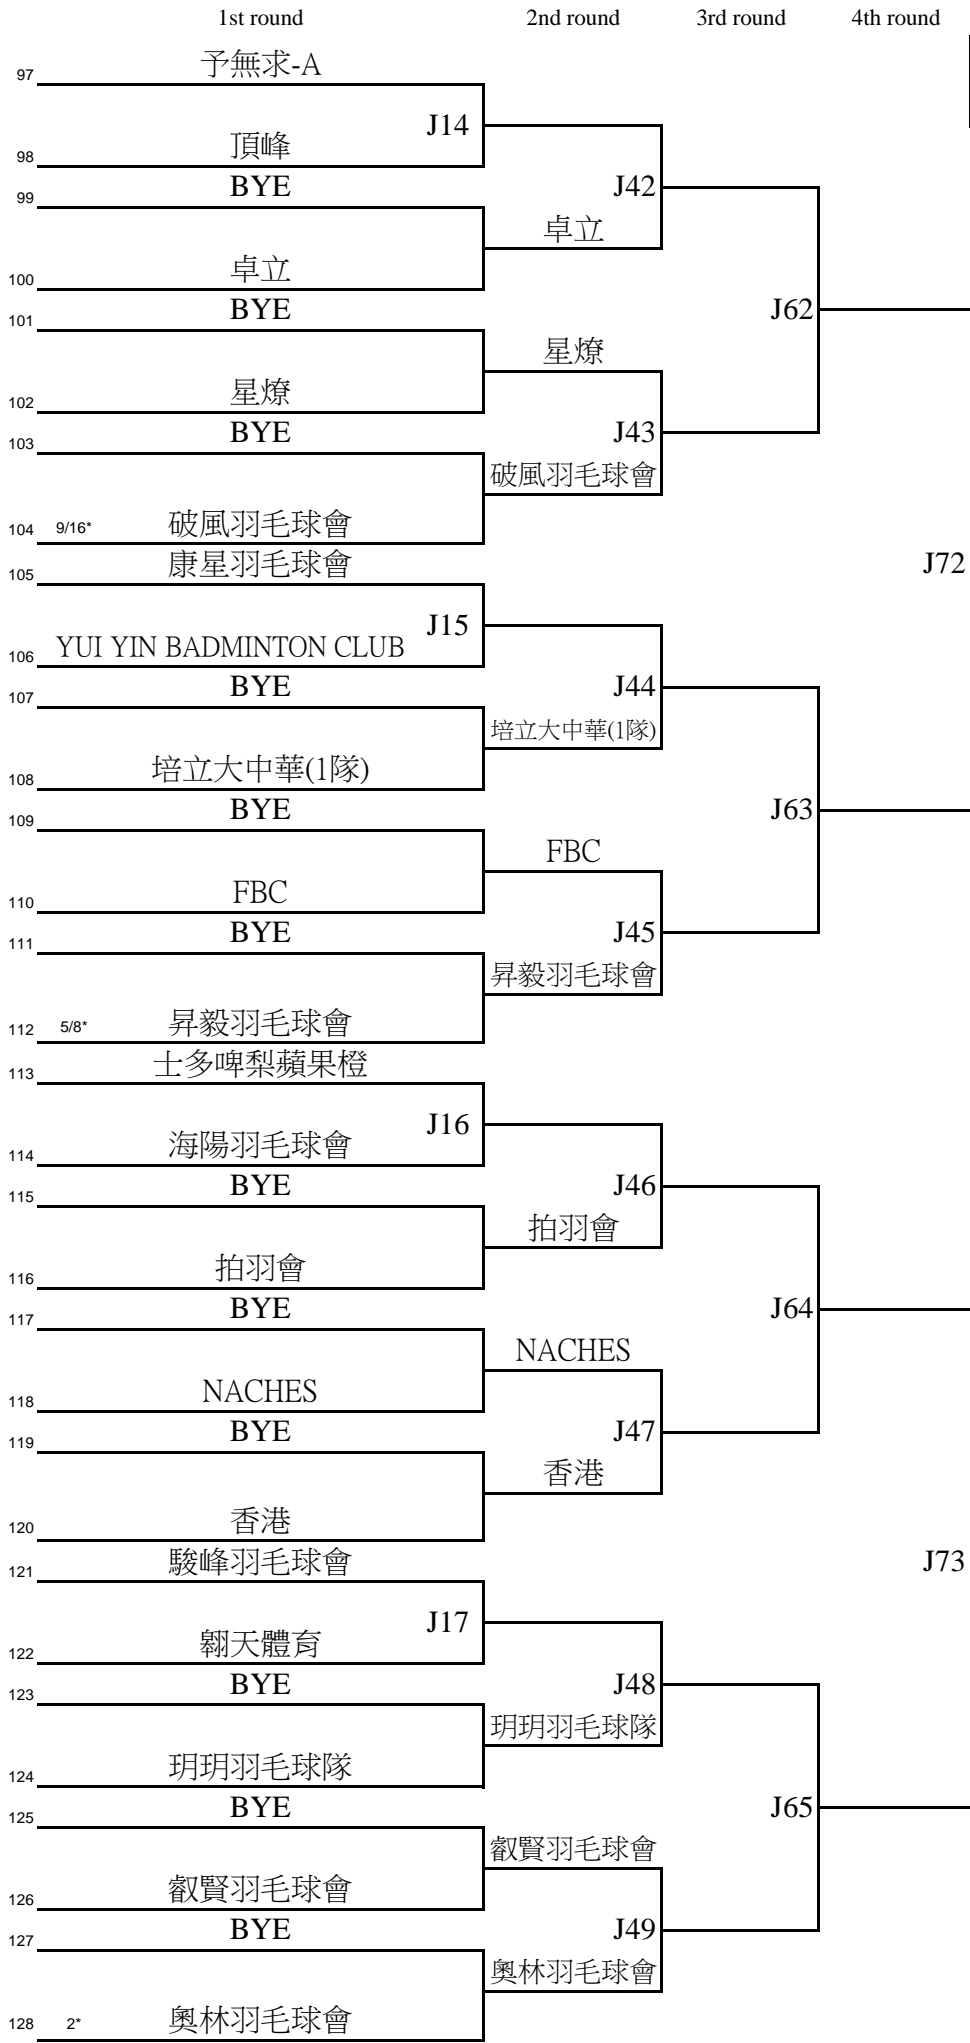 1st round 2nd round 3rd round 4th round
97 予無求-A
J14
98 頂峰
99 BYE
J42
卓立
100 卓立
101 BYE
J62
星燎
102 星燎
103 BYE
J43
破風羽毛球會
104 9/16* 破風羽毛球會
105 康星羽毛球會
J72
J15
106 YUI YIN BADMINTON CLUB
107 BYE
J44
培立大中華(1隊)
108 培立大中華(1隊)
109 BYE
J63
FBC
110 FBC
111 BYE
J45
昇毅羽毛球會
112 5/8* 昇毅羽毛球會
113 士多啤梨蘋果橙
J16
114 海陽羽毛球會
115 BYE
J46
拍羽會
116 拍羽會
117 BYE
J64
NACHES
118 NACHES
119 BYE
J47
香港
120 香港
121 駿峰羽毛球會
J73
J17
122 翱天體育
123 BYE
J48
玥玥羽毛球隊
124 玥玥羽毛球隊
125 BYE
J65
叡賢羽毛球會
126 叡賢羽毛球會
127 BYE
J49
奧林羽毛球會
128 2* 奧林羽毛球會